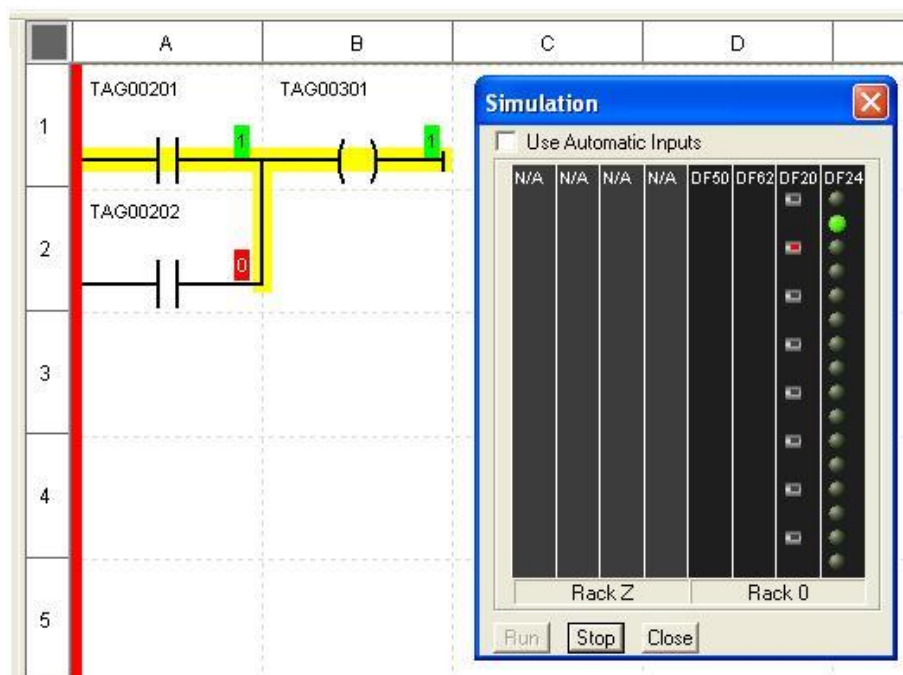 A B C D
TAG00201 TAG00301
1
1 1
TAG00202
2
0
3
4
5
Simulation
Use Automatic Inputs
N/A N/A N/A N/A DF50 DF62 DF20 DF24
Rack Z Rack 0
Run Stop Close